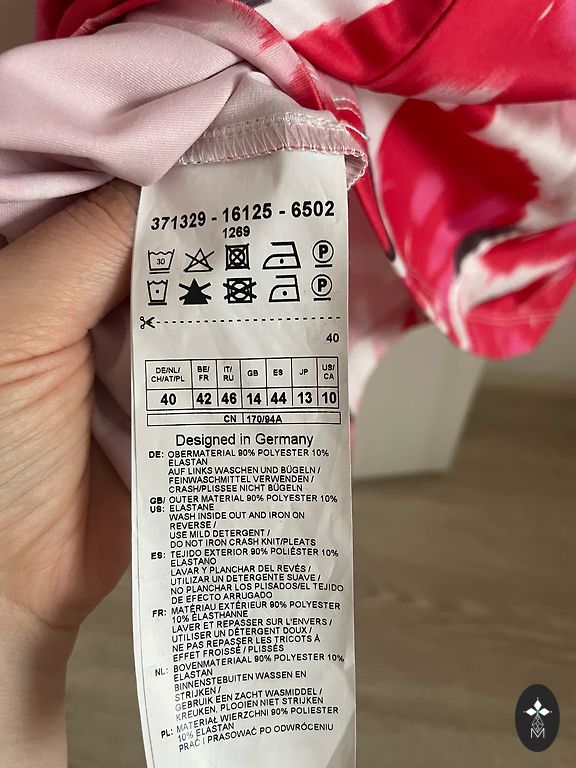 371329 - 16125 - 6502
1269
30
P
P
40
DE/NL/ CH/AT/PL BE/ FR IT/ RU GB ES JP US/ CA
40 42 46 14 44 13 10
CN 170/94A
Designed in Germany
DE: OBERMATERIAL 90% POLYESTER 10%
ELASTAN
AUF LINKS WASCHEN UND BÜGELN /
FEINWASCHMITTEL VERWENDEN /
CRASH/PLISSEE NICHT BÜGELN
GB/ OUTER MATERIAL 90% POLYESTER 10%
US: ELASTANE
WASH INSIDE OUT AND IRON ON
REVERSE /
USE MILD DETERGENT /
DO NOT IRON CRASH KNIT/PLEATS
ES: TEJIDO EXTERIOR 90% POLIÉSTER 10%
ELASTANO
LAVAR Y PLANCHAR DEL REVÉS /
UTILIZAR UN DETERGENTE SUAVE /
NO PLANCHAR LOS PLISADOS/EL TEJIDO
DE EFECTO ARRUGADO
FR: MATÉRIAU EXTÉRIEUR 90% POLYESTER
10% ÉLASTHANNE
LAVER ET REPASSER SUR L'ENVERS /
UTILISER UN DÉTERGENT DOUX /
NE PAS REPASSER LES TRICOTS À
EFFET FROISSÉ / PLISSÉS
NL: BOVENMATERIAAL 90% POLYESTER 10%
ELASTAN
BINNENSTEBUITEN WASSEN EN
STRIJKEN /
GEBRUIK EEN ZACHT WASMIDDEL /
KREUKEN, PLOOIEN NIET STRIJKEN
PL: MATERIAŁ WIERZCHNI 90% POLIESTER
10% ELASTAN
PRAĆ I PRASOWAĆ PO ODWRÓCENIU
M